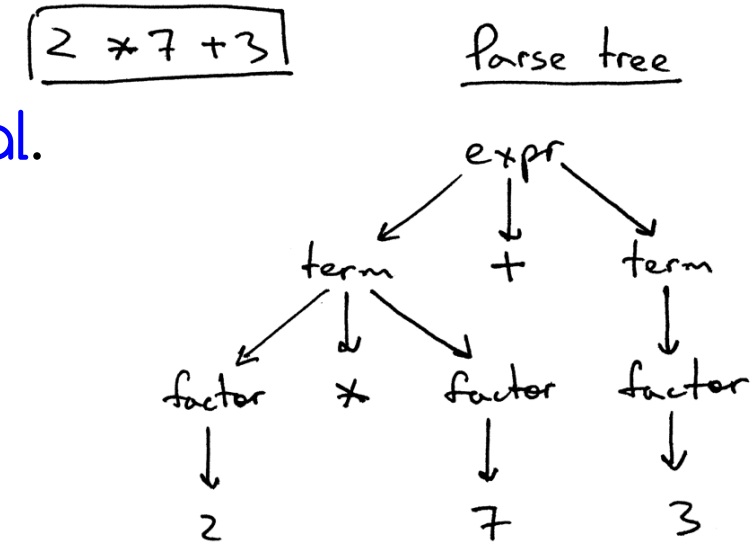 2 * 7 + 3
Parse tree
al.
expr
term + term
factor * factor factor
2 7 3